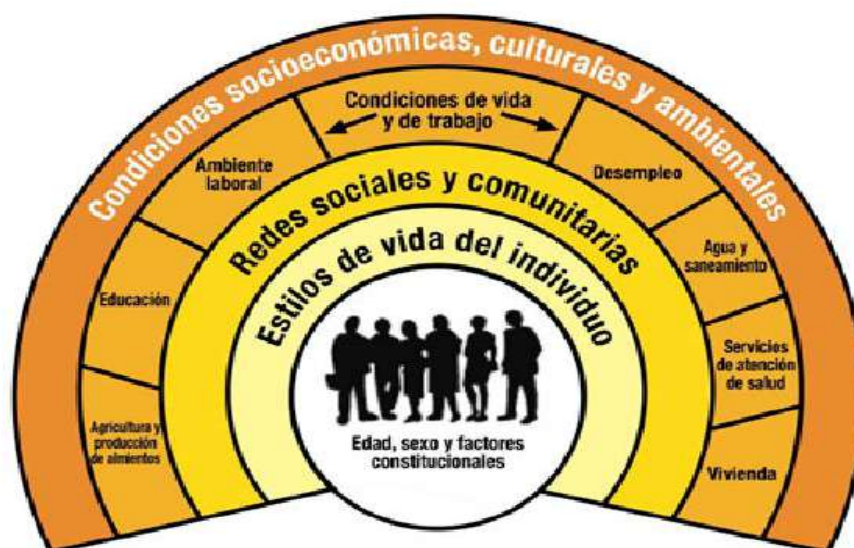 Condiciones socioeconómicas, culturales y ambientales
Condiciones de vida
y de trabajo
Ambiente
laboral
Desempleo
Educación
Agua y
saneamiento
Servicios
de atención
de salud
Agricultura y
producción
de almientos
Vivienda
Redes sociales y comunitarias
Estilos de vida del individuo
Edad, sexo y factores
constitucionales